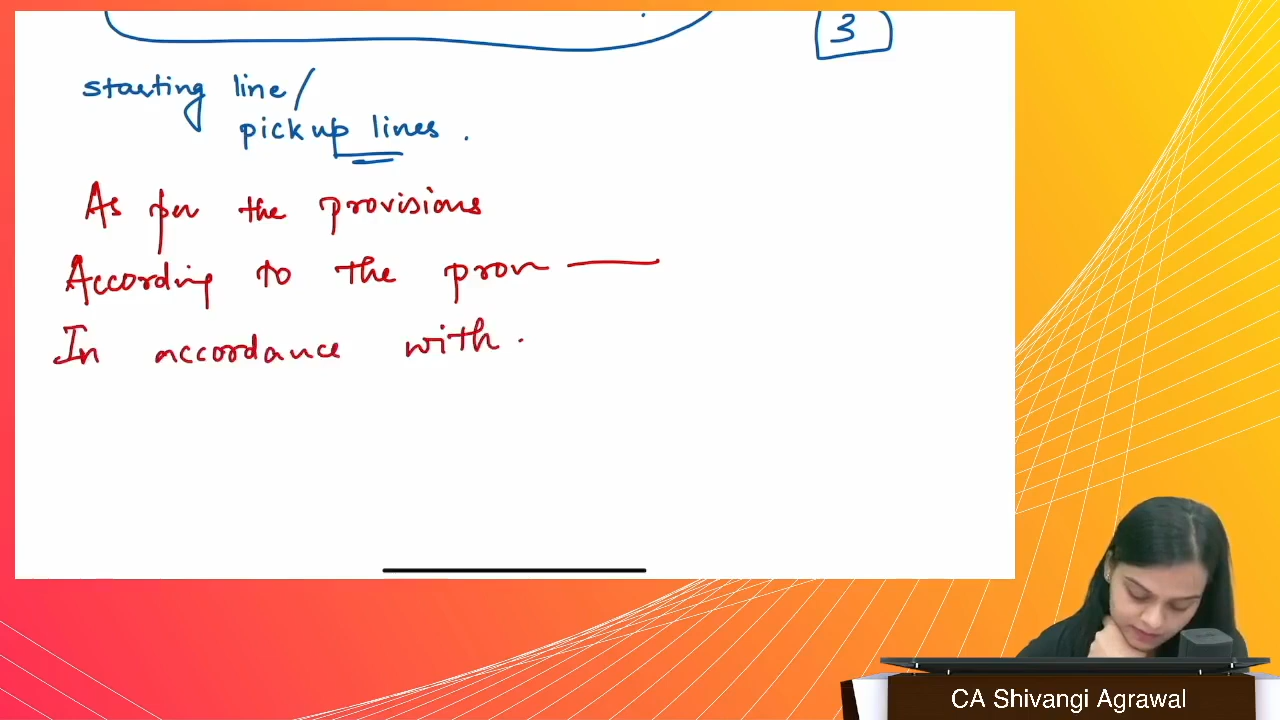 3
starting line/
pickup lines.
As per the provisions
According to the prov ——
In accordance with.
CA Shivangi Agrawal